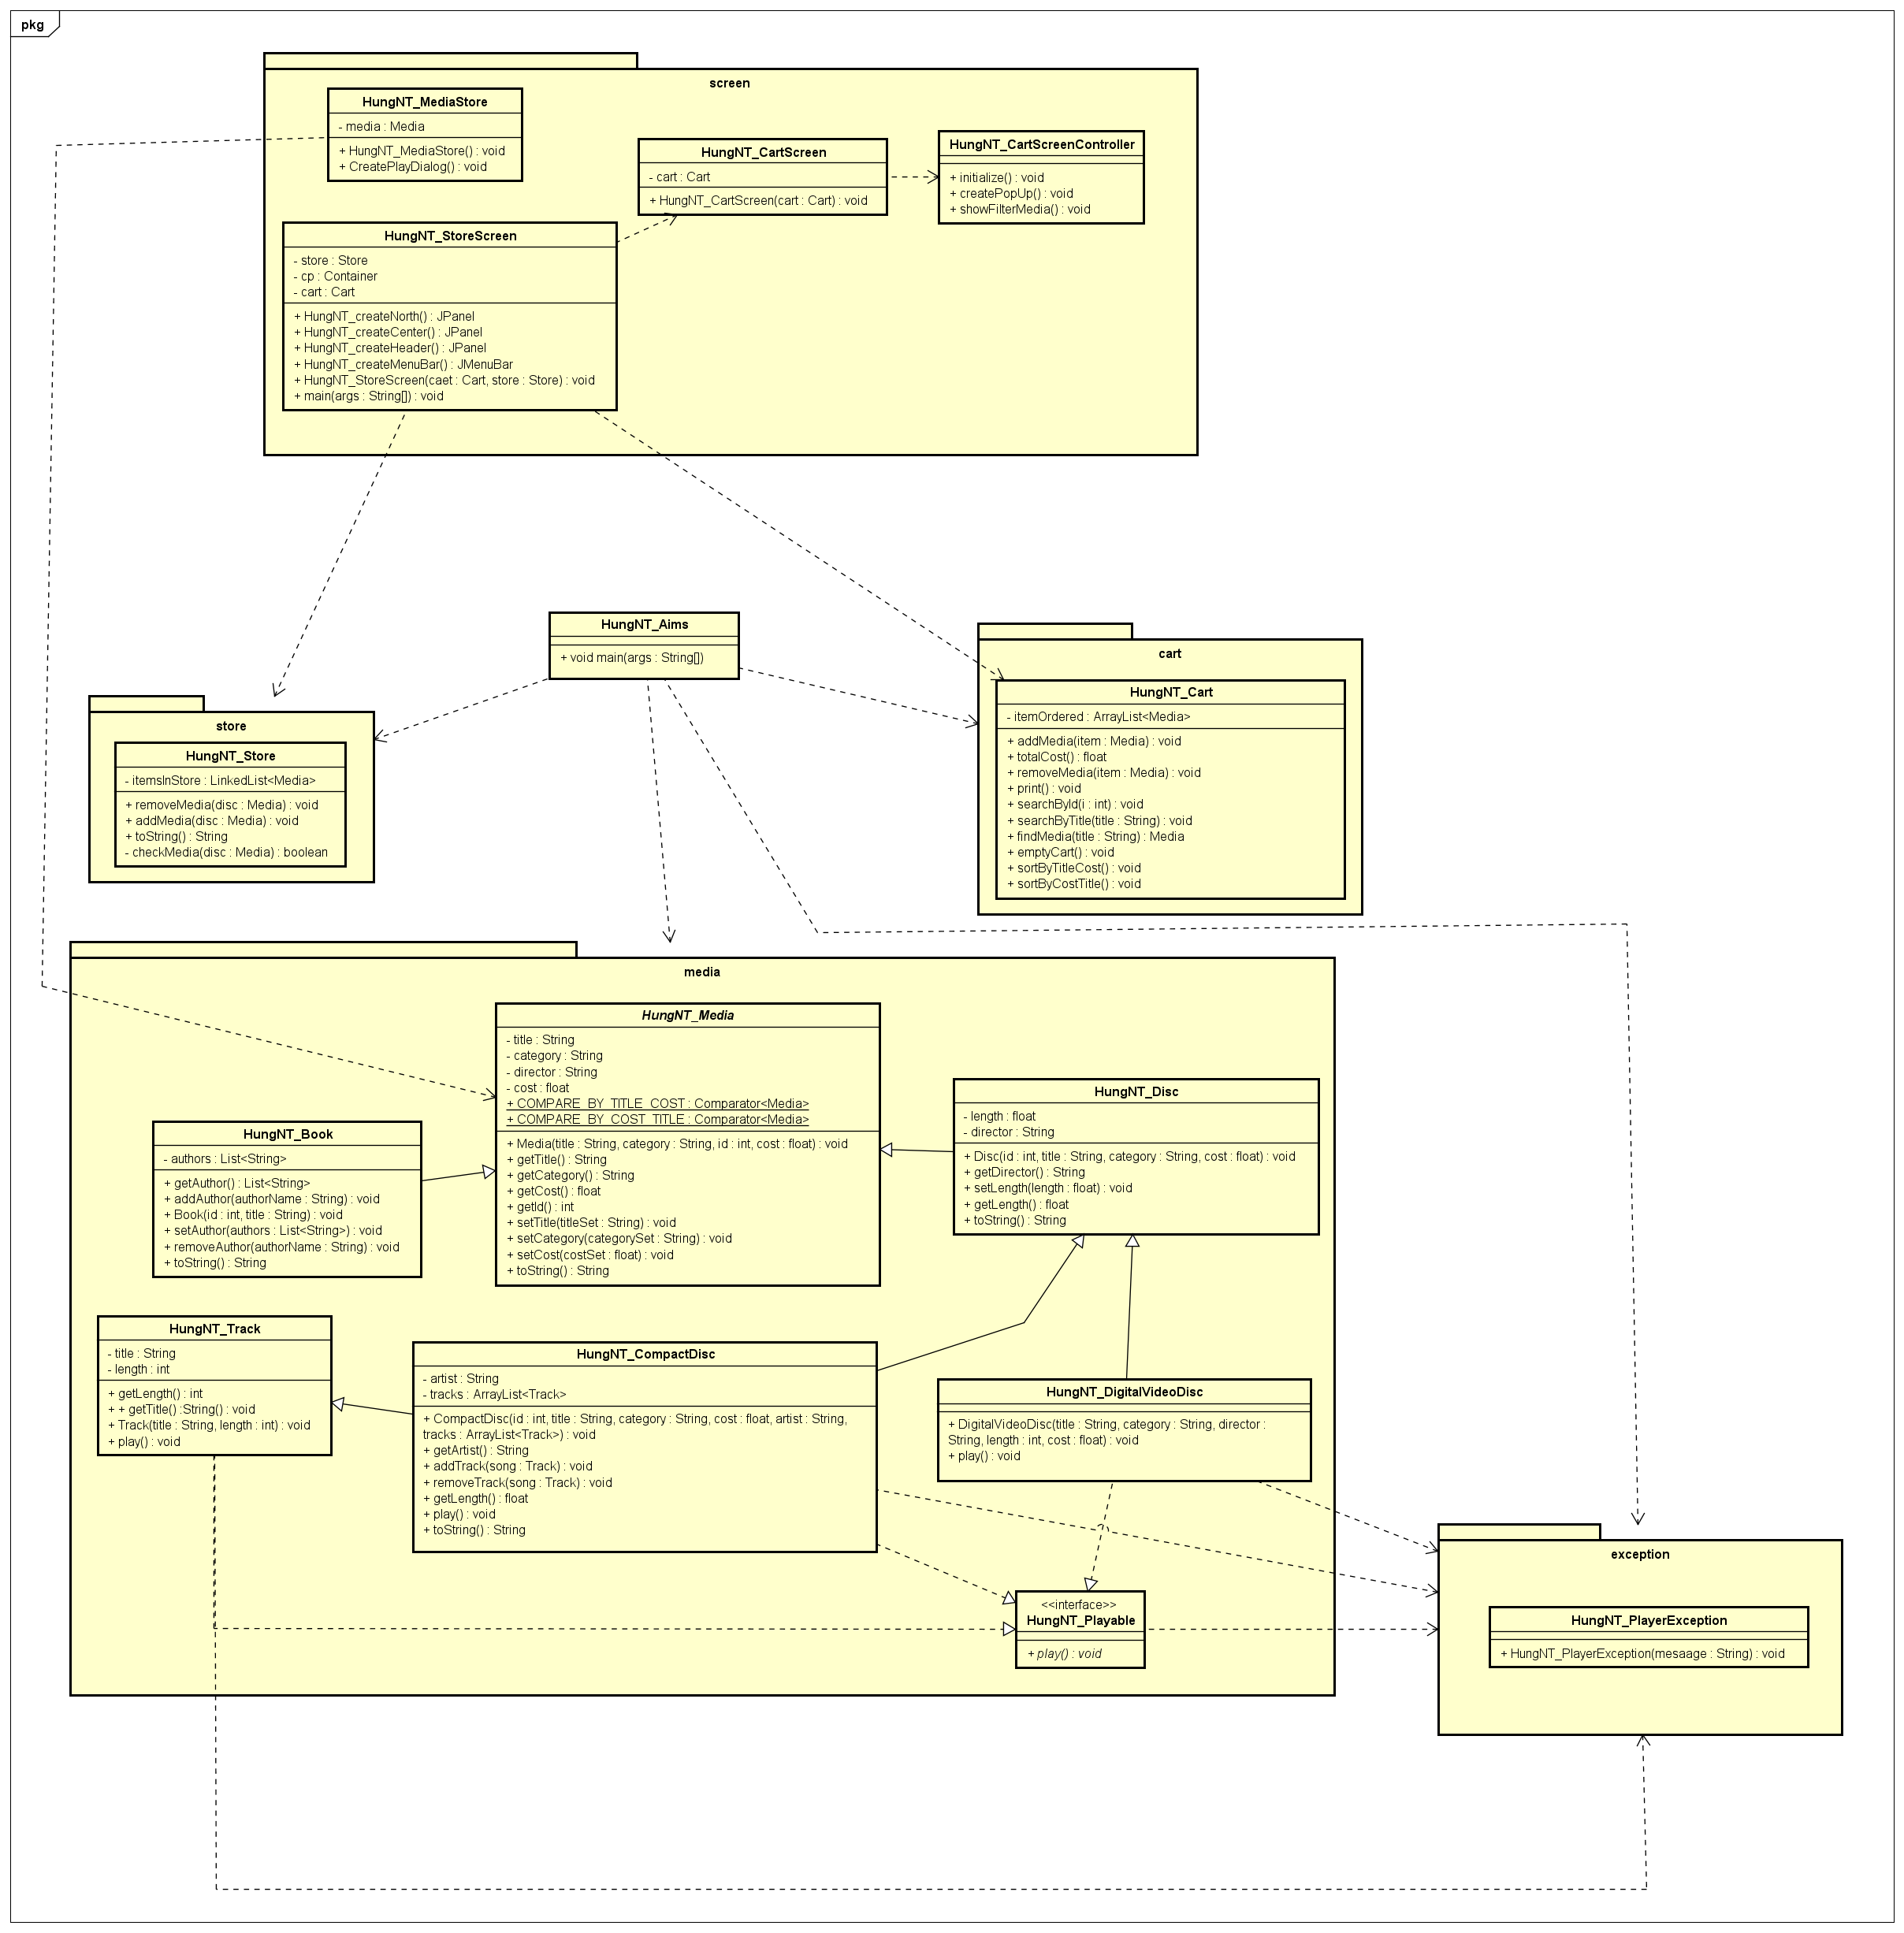 pkg
screen
HungNT_MediaStore
- media : Media
+ HungNT_MediaStore() : void
+ CreatePlayDialog() : void
HungNT_CartScreen
- cart : Cart
+ HungNT_CartScreen(cart : Cart) : void
HungNT_CartScreenController
+ initialize() : void
+ createPopUp() : void
+ showFilterMedia() : void
HungNT_StoreScreen
- store : Store
- cp : Container
- cart : Cart
+ HungNT_createNorth() : JPanel
+ HungNT_createCenter() : JPanel
+ HungNT_createHeader() : JPanel
+ HungNT_createMenuBar() : JMenuBar
+ HungNT_StoreScreen(caet : Cart, store : Store) : void
+ main(args : String[]) : void
HungNT_Aims
+ void main(args : String[])
store
HungNT_Store
- itemsInStore : LinkedList<Media>
+ removeMedia(disc : Media) : void
+ addMedia(disc : Media) : void
+ toString() : String
- checkMedia(disc : Media) : boolean
cart
HungNT_Cart
- itemOrdered : ArrayList<Media>
+ addMedia(item : Media) : void
+ totalCost() : float
+ removeMedia(item : Media) : void
+ print() : void
+ searchById(i : int) : void
+ searchByTitle(title : String) : void
+ findMedia(title : String) : Media
+ emptyCart() : void
+ sortByTitleCost() : void
+ sortByCostTitle() : void
media
HungNT_Media
- title : String
- category : String
- director : String
- cost : float
+ COMPARE_BY_TITLE_COST : Comparator<Media>
+ COMPARE_BY_COST_TITLE : Comparator<Media>
+ Media(title : String, category : String, id : int, cost : float) : void
+ getTitle() : String
+ getCategory() : String
+ getCost() : float
+ getId() : int
+ setTitle(titleSet : String) : void
+ setCategory(categorySet : String) : void
+ setCost(costSet : float) : void
+ toString() : String
HungNT_Disc
- length : float
- director : String
+ Disc(id : int, title : String, category : String, cost : float) : void
+ getDirector() : String
+ setLength(length : float) : void
+ getLength() : float
+ toString() : String
HungNT_Book
- authors : List<String>
+ getAuthor() : List<String>
+ addAuthor(authorName : String) : void
+ Book(id : int, title : String) : void
+ setAuthor(authors : List<String>) : void
+ removeAuthor(authorName : String) : void
+ toString() : String
HungNT_Track
- title : String
- length : int
+ getLength() : int
+ + getTitle() :String() : void
+ Track(title : String, length : int) : void
+ play() : void
HungNT_CompactDisc
- artist : String
- tracks : ArrayList<Track>
+ CompactDisc(id : int, title : String, category : String, cost : float, artist : String,
tracks : ArrayList<Track>) : void
+ getArtist() : String
+ addTrack(song : Track) : void
+ removeTrack(song : Track) : void
+ getLength() : float
+ play() : void
+ toString() : String
HungNT_DigitalVideoDisc
+ DigitalVideoDisc(title : String, category : String, director :
String, length : int, cost : float) : void
+ play() : void
<<interface>>
HungNT_Playable
+ play() : void
exception
HungNT_PlayerException
+ HungNT_PlayerException(mesaage : String) : void